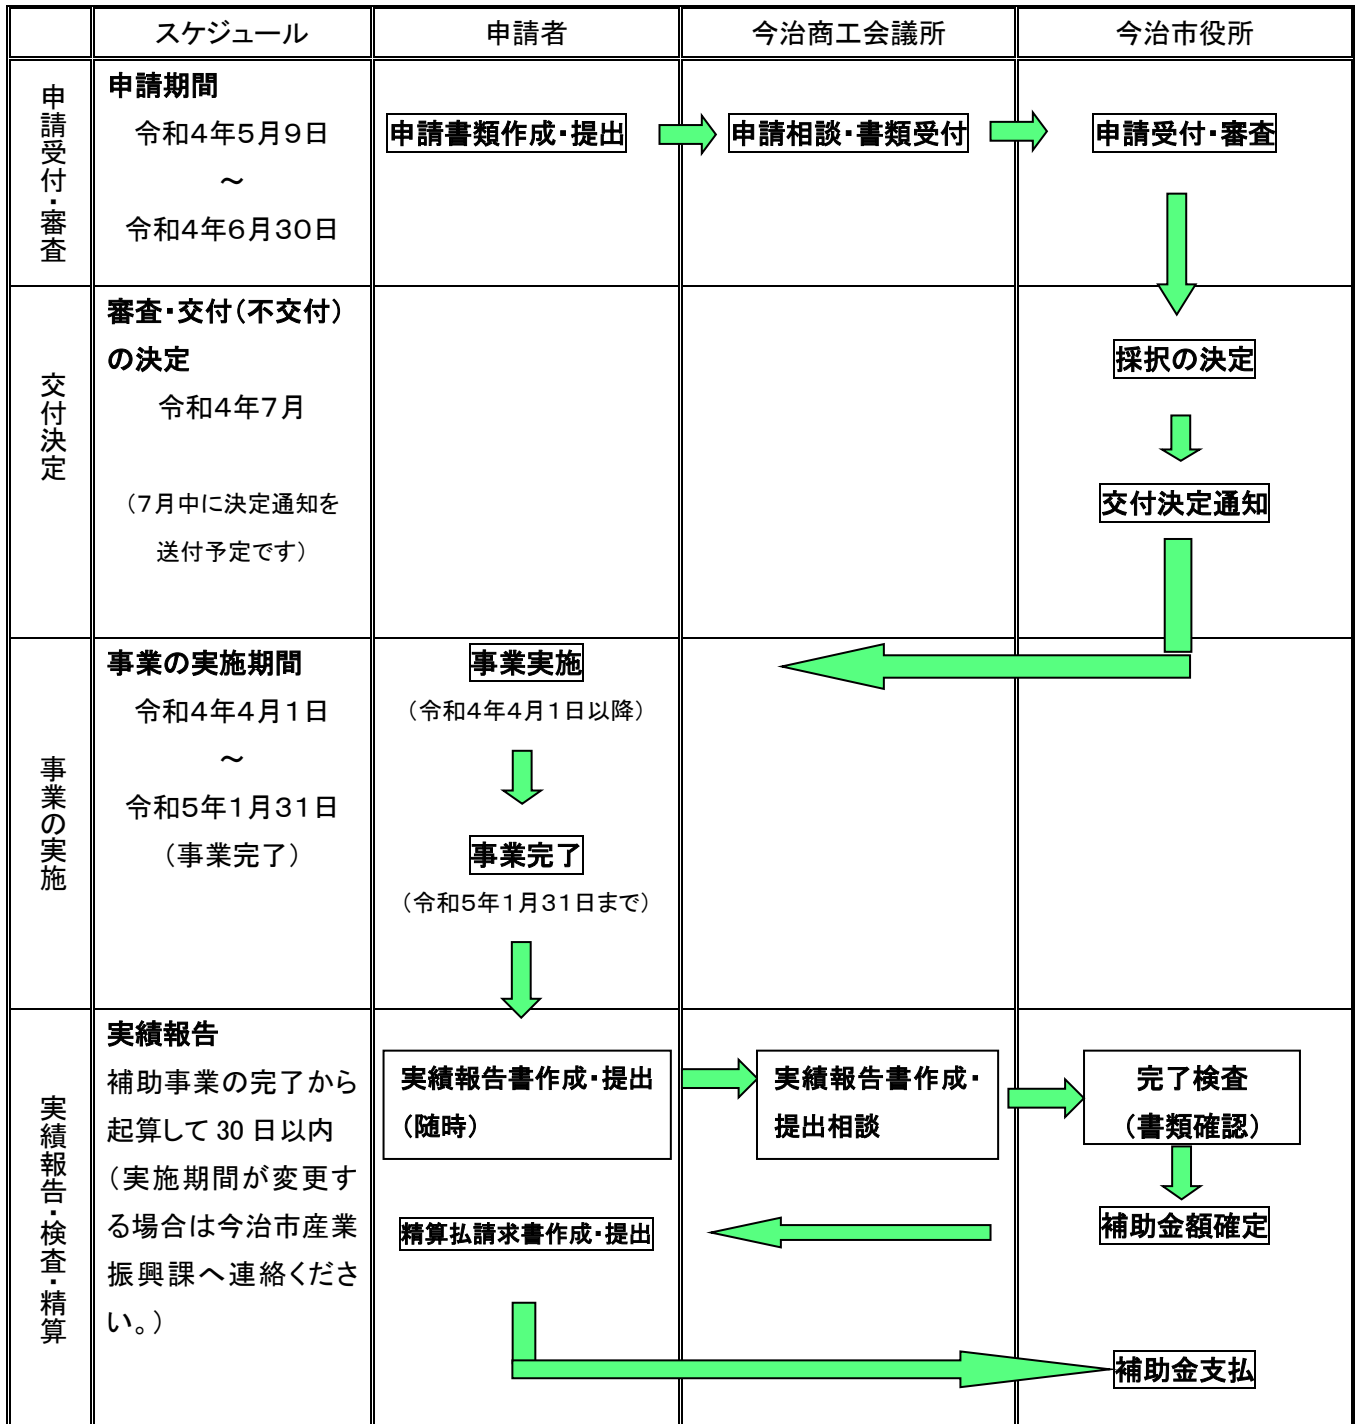 スケジュール
申請者
今治商工会議所
今治市役所
申請受付・審査
申請期間
令和4年5月9日
～
令和4年6月30日
申請書類作成・提出
申請相談・書類受付
申請受付・審査
交付決定
審査・交付（不交付）
の決定
令和4年7月
（7月中に決定通知を
送付予定です）
採択の決定
交付決定通知
事業の実施
事業の実施期間
令和4年4月1日
～
令和5年1月31日
（事業完了）
事業実施
（令和4年4月1日以降）
事業完了
（令和5年1月31日まで）
実績報告・検査・精算
実績報告
補助事業の完了から
起算して 30 日以内
（実施期間が変更す
る場合は今治市産業
振興課へ連絡くださ
い。）
実績報告書作成・提出
（随時）
実績報告書作成・
提出相談
完了検査
（書類確認）
精算払請求書作成・提出
補助金額確定
補助金支払